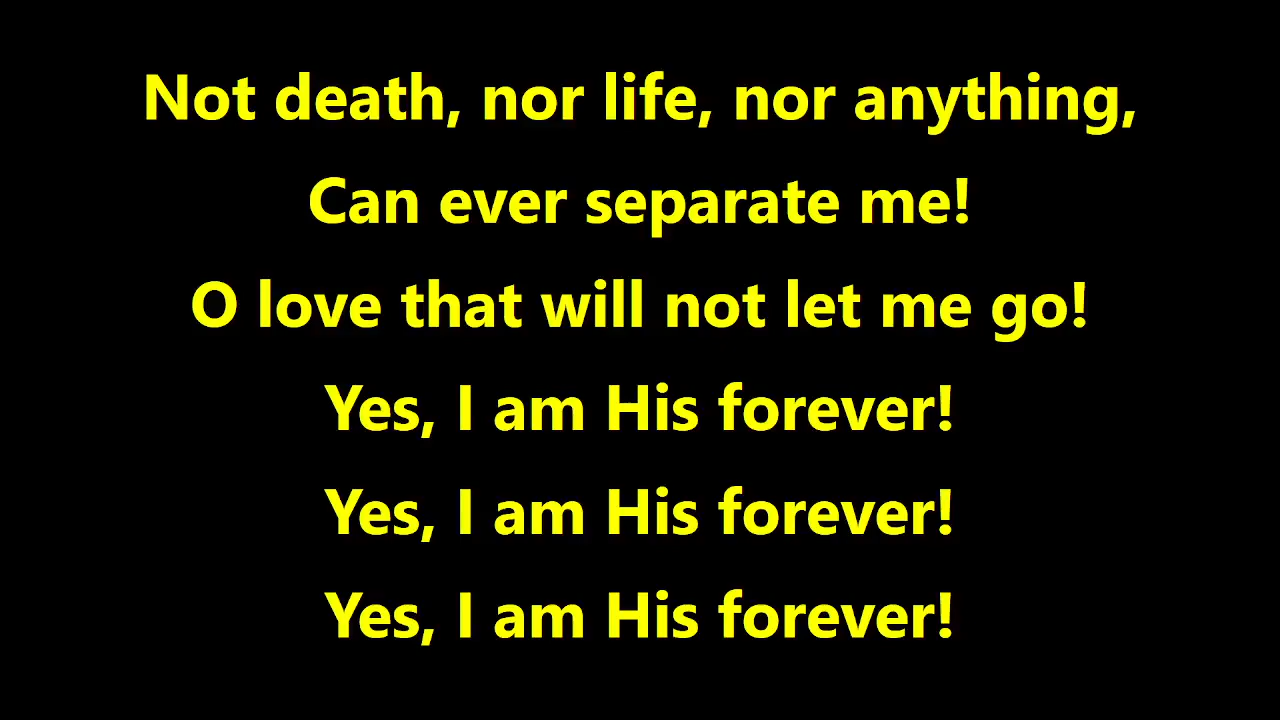 Not death, nor life, nor anything,
Can ever separate me!
O love that will not let me go!
Yes, I am His forever!
Yes, I am His forever!
Yes, I am His forever!